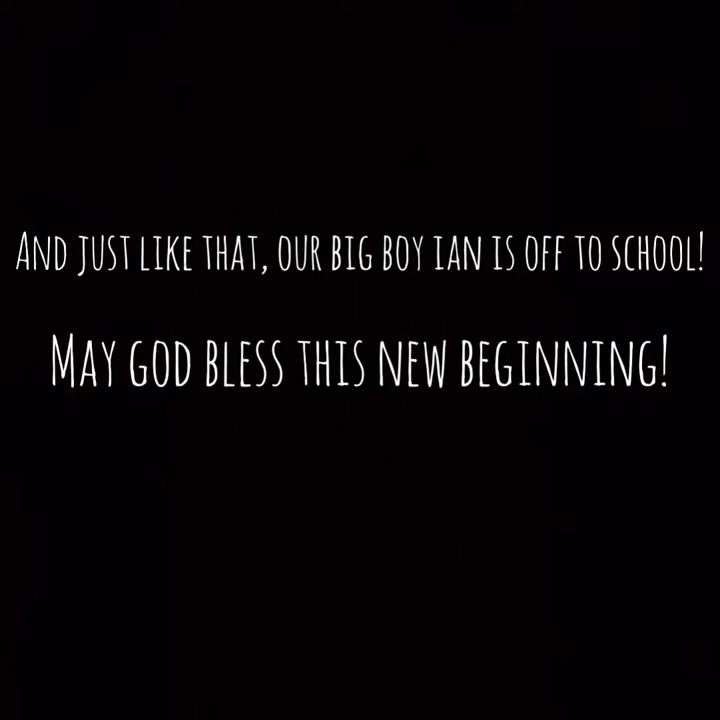 And just like that, our big boy Ian is off to school!
May God bless this new beginning!